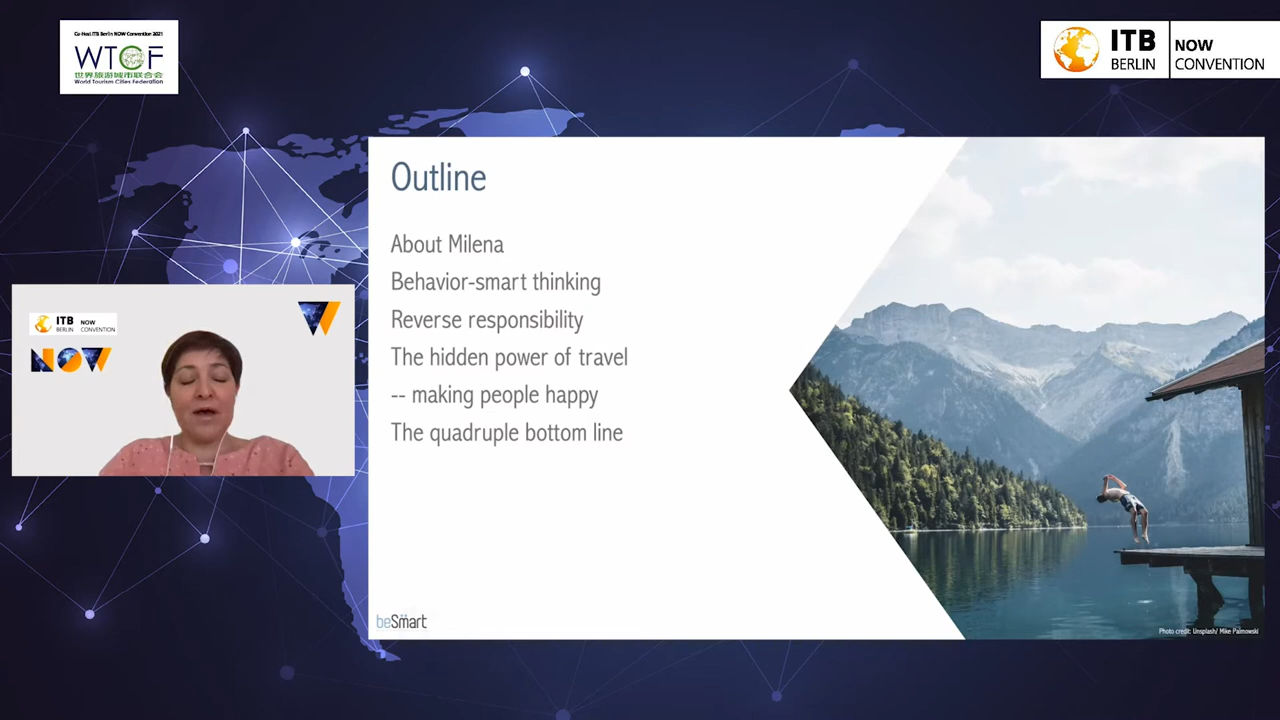 Co-Host ITB Berlin NOW Convention 2021
WTCF
世界旅游城市联合会
World Tourism Cities Federation
ITB
BERLIN
NOW
CONVENTION
Outline
About Milena
Behavior-smart thinking
Reverse responsibility
The hidden power of travel
-- making people happy
The quadruple bottom line
ITB
BERLIN
NOW
CONVENTION
NOW
beSmart
Photo credit: Unsplash/ Mike Palmowski